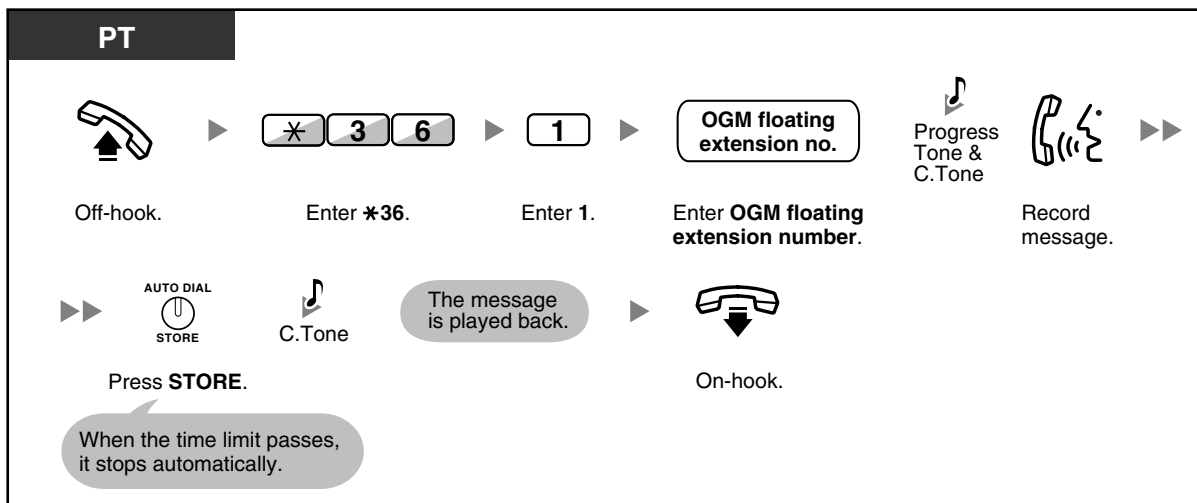 PT
✳ 3 6
1
OGM floating
extension no.
Progress
Tone &
C.Tone
Off-hook.
Enter ✳36.
Enter 1.
Enter OGM floating
extension number.
Record
message.
AUTO DIAL
STORE
C.Tone
The message
is played back.
Press STORE.
On-hook.
When the time limit passes,
it stops automatically.